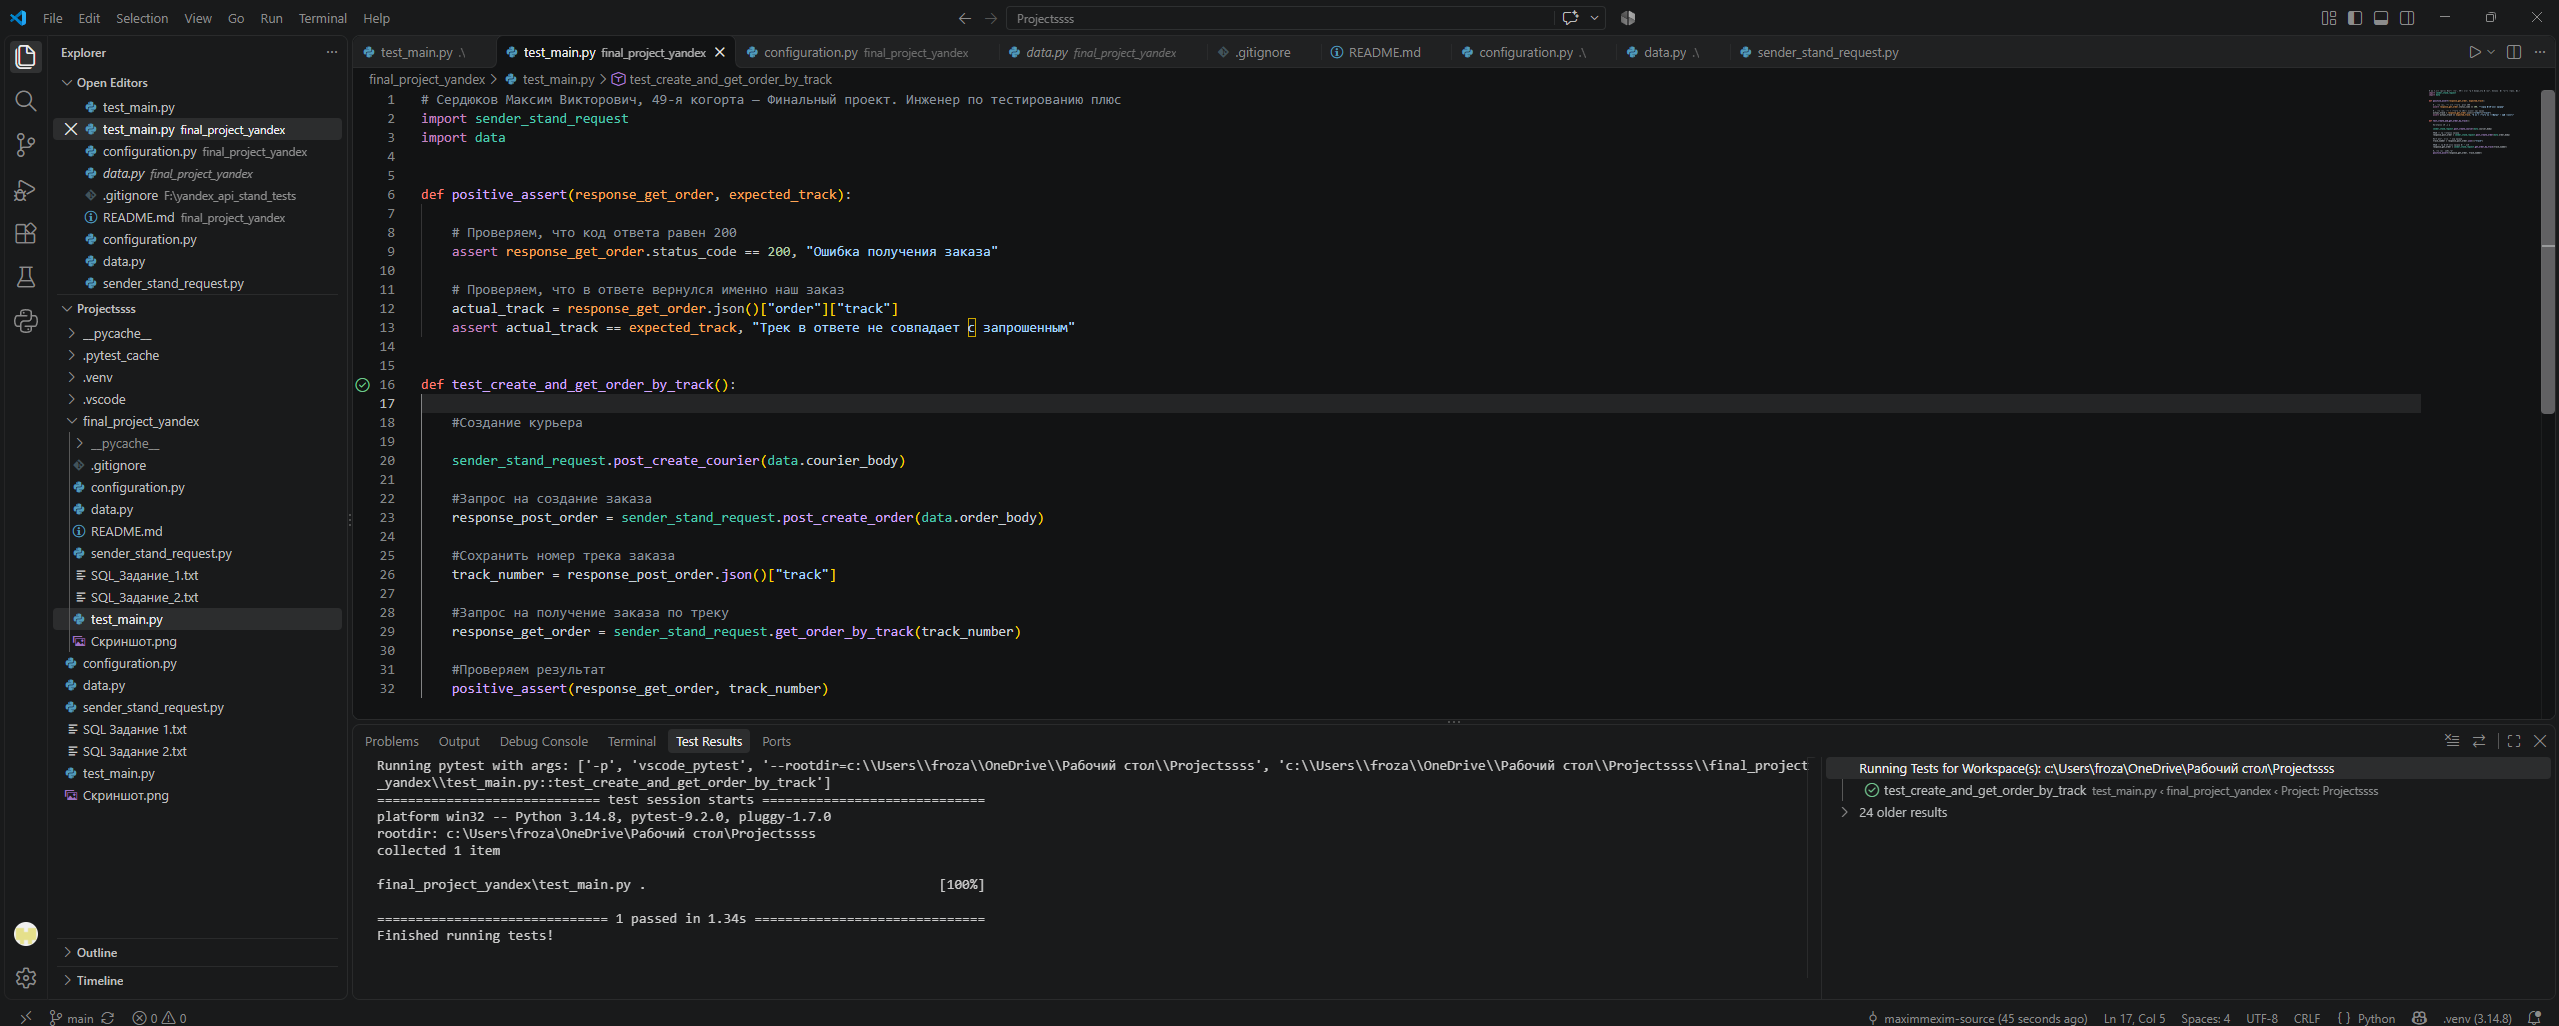 File Edit Selection View Go Run Terminal Help
Projectssss
Explorer
Open Editors
test_main.py
test_main.py final_project_yandex
configuration.py final_project_yandex
data.py final_project_yandex
.gitignore F:\yandex_api_stand_tests
README.md final_project_yandex
configuration.py
data.py
sender_stand_request.py
Projectssss
__pycache__
.pytest_cache
.venv
.vscode
final_project_yandex
__pycache__
.gitignore
configuration.py
data.py
README.md
sender_stand_request.py
SQL_Задание_1.txt
SQL_Задание_2.txt
test_main.py
Скриншот.png
configuration.py
data.py
sender_stand_request.py
SQL Задание 1.txt
SQL Задание 2.txt
test_main.py
Скриншот.png
Outline
Timeline
test_main.py .\ test_main.py final_project_yandex configuration.py final_project_yandex data.py final_project_yandex .gitignore README.md configuration.py .\ data.py .\ sender_stand_request.py
final_project_yandex > test_main.py > test_create_and_get_order_by_track
1 # Сердюков Максим Викторович, 49-я когорта — Финальный проект. Инженер по тестированию плюс
2 import sender_stand_request
3 import data
4
5
6 def positive_assert(response_get_order, expected_track):
7
8 # Проверяем, что код ответа равен 200
9 assert response_get_order.status_code == 200, "Ошибка получения заказа"
10
11 # Проверяем, что в ответе вернулся именно наш заказ
12 actual_track = response_get_order.json()["order"]["track"]
13 assert actual_track == expected_track, "Трек в ответе не совпадает с запрошенным"
14
15
16 def test_create_and_get_order_by_track():
17
18 #Создание курьера
19
20 sender_stand_request.post_create_courier(data.courier_body)
21
22 #Запрос на создание заказа
23 response_post_order = sender_stand_request.post_create_order(data.order_body)
24
25 #Сохранить номер трека заказа
26 track_number = response_post_order.json()["track"]
27
28 #Запрос на получение заказа по треку
29 response_get_order = sender_stand_request.get_order_by_track(track_number)
30
31 #Проверяем результат
32 positive_assert(response_get_order, track_number)
Problems Output Debug Console Terminal Test Results Ports
Running pytest with args: ['-p', 'vscode_pytest', '--rootdir=c:\\Users\\froza\\OneDrive\\Рабочий стол\\Projectssss', 'c:\\Users\\froza\\OneDrive\\Рабочий стол\\Projectssss\\final_project
_yandex\\test_main.py::test_create_and_get_order_by_track']
============================= test session starts =============================
platform win32 -- Python 3.14.8, pytest-9.2.0, pluggy-1.7.0
rootdir: c:\Users\froza\OneDrive\Рабочий стол\Projectssss
collected 1 item
final_project_yandex\test_main.py . [100%]
============================== 1 passed in 1.34s ==============================
Finished running tests!
Running Tests for Workspace(s): c:\Users\froza\OneDrive\Рабочий стол\Projectssss
test_create_and_get_order_by_track test_main.py ‹ final_project_yandex ‹ Project: Projectssss
24 older results
main 0 0 maximmexim-source (45 seconds ago) Ln 17, Col 5 Spaces: 4 UTF-8 CRLF { } Python .venv (3.14.8)